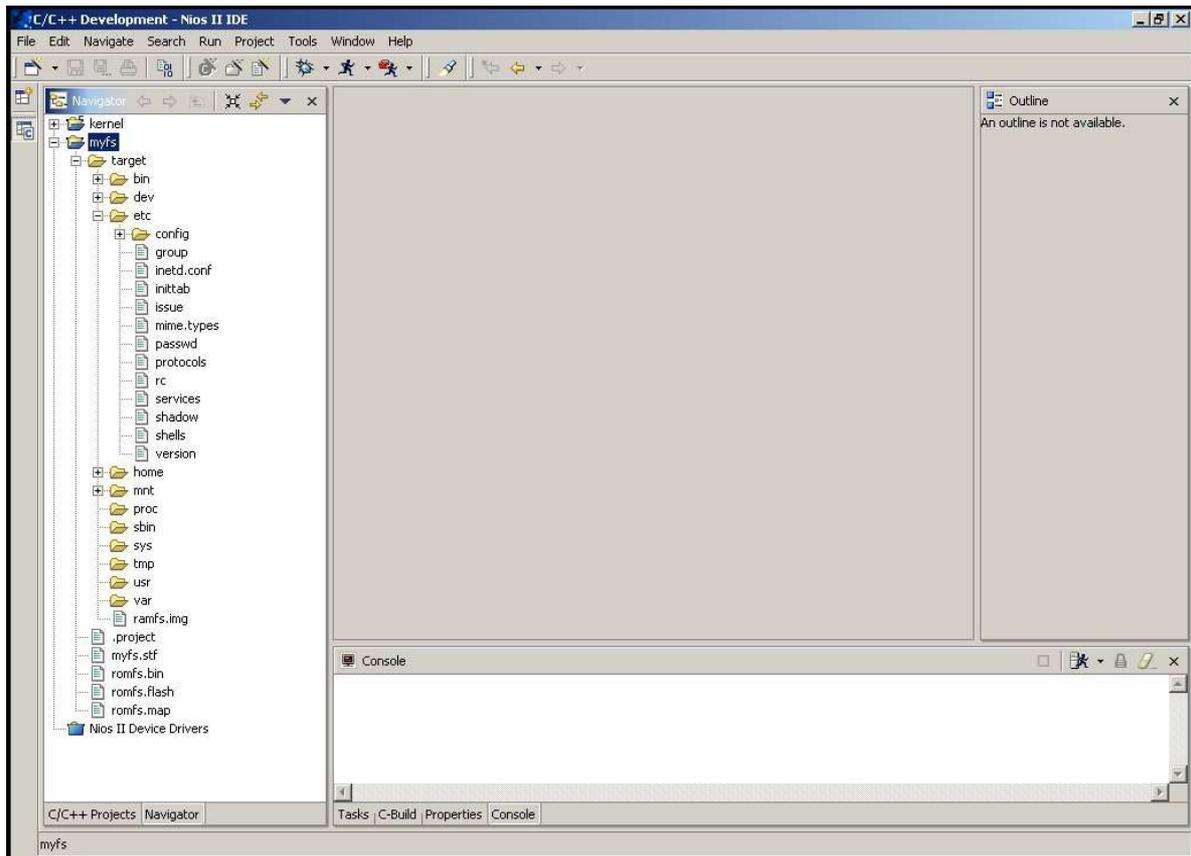 C/C++ Development - Nios II IDE
File Edit Navigate Search Run Project Tools Window Help
Navigator
kernel
myfs
target
bin
dev
etc
config
group
inetd.conf
inittab
issue
mime.types
passwd
protocols
rc
services
shadow
shells
version
home
mnt
proc
sbin
sys
tmp
usr
var
ramfs.img
.project
myfs.stf
romfs.bin
romfs.flash
romfs.map
Nios II Device Drivers
C/C++ Projects Navigator
Outline
An outline is not available.
Console
Tasks C-Build Properties Console
myfs